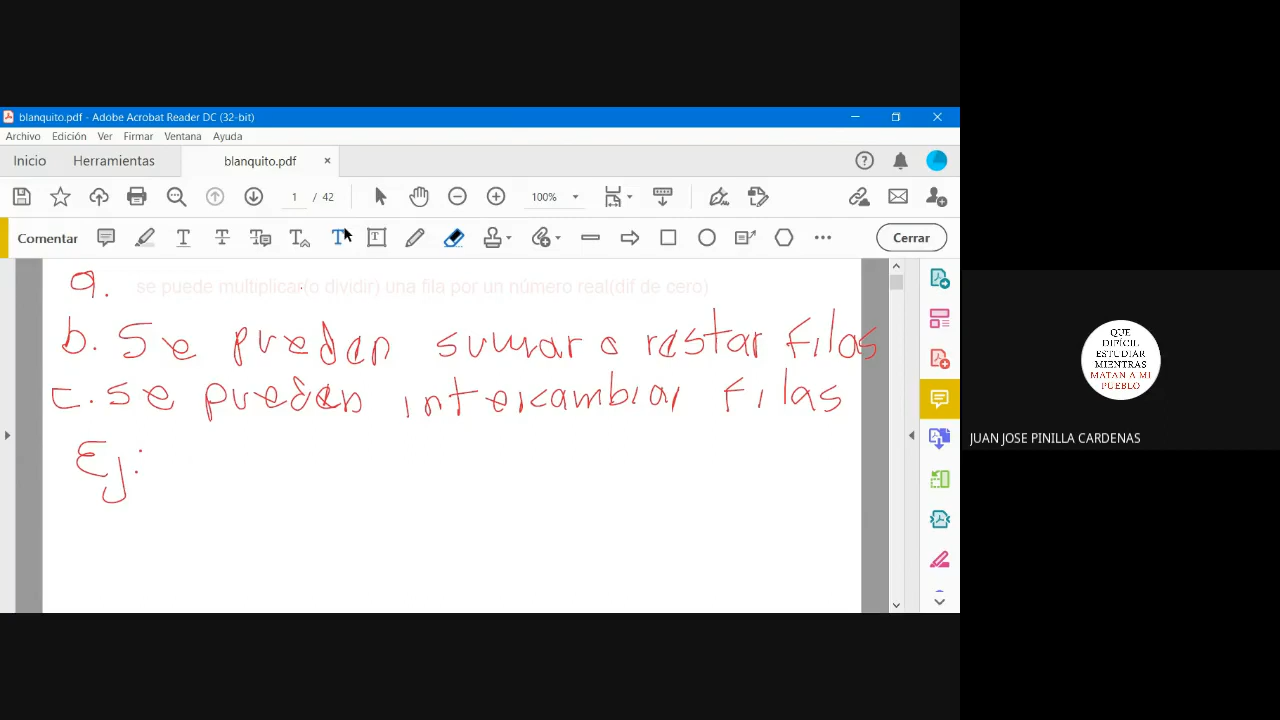 blanquito.pdf - Adobe Acrobat Reader DC (32-bit)
Archivo Edición Ver Firmar Ventana Ayuda
Inicio Herramientas blanquito.pdf ×
1 / 42 100%
Comentar Cerrar
a. se puede multiplicar(o dividir) una fila por un número real(dif de cero)
b. Se pueden sumar o restar filas
c. se pueden intercambiar filas
Ej:
QUE
DIFÍCIL
ESTUDIAR
MIENTRAS
MATAN A MI
PUEBLO
JUAN JOSE PINILLA CARDENAS